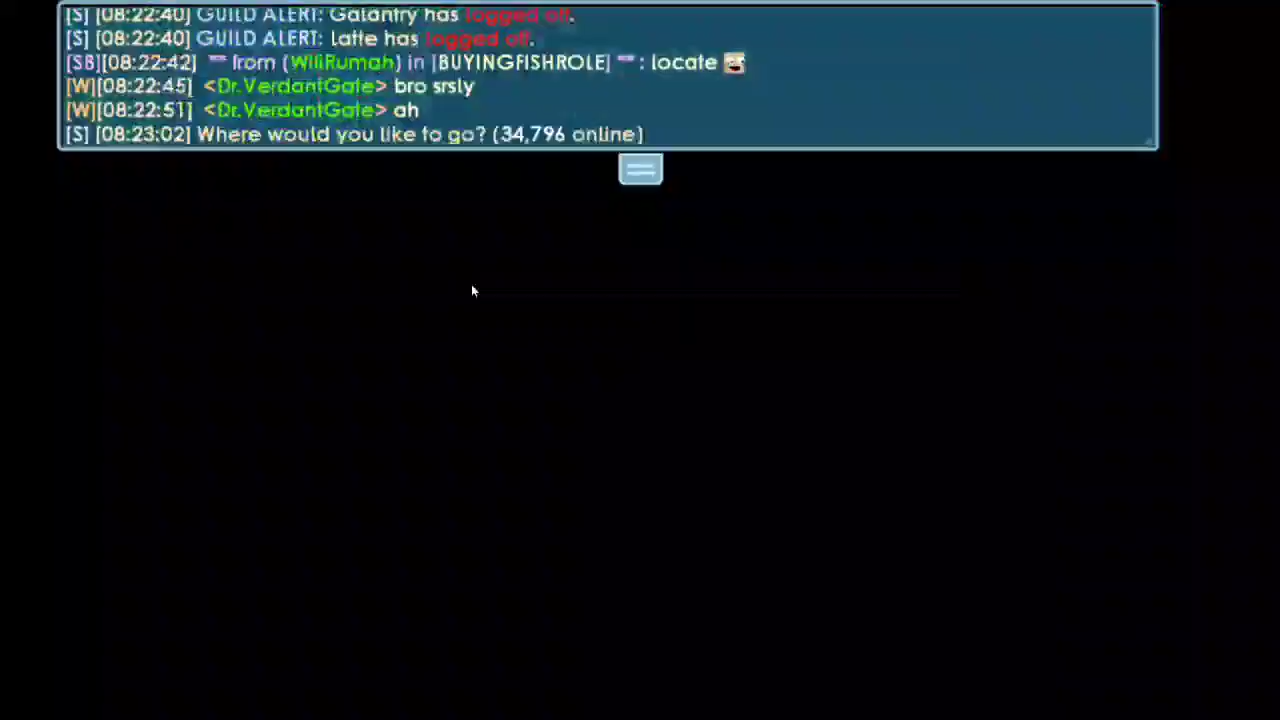 [S] [08:22:40] GUILD ALERT: Galantry has logged off.
[S] [08:22:40] GUILD ALERT: Latte has logged off.
[SB][08:22:42] ** from (WiliRumah) in [BUYINGFISHROLE] ** : locate
[W][08:22:45] <Dr.VerdantGate> bro srsly
[W][08:22:51] <Dr.VerdantGate> ah
[S] [08:23:02] Where would you like to go? (34,796 online)